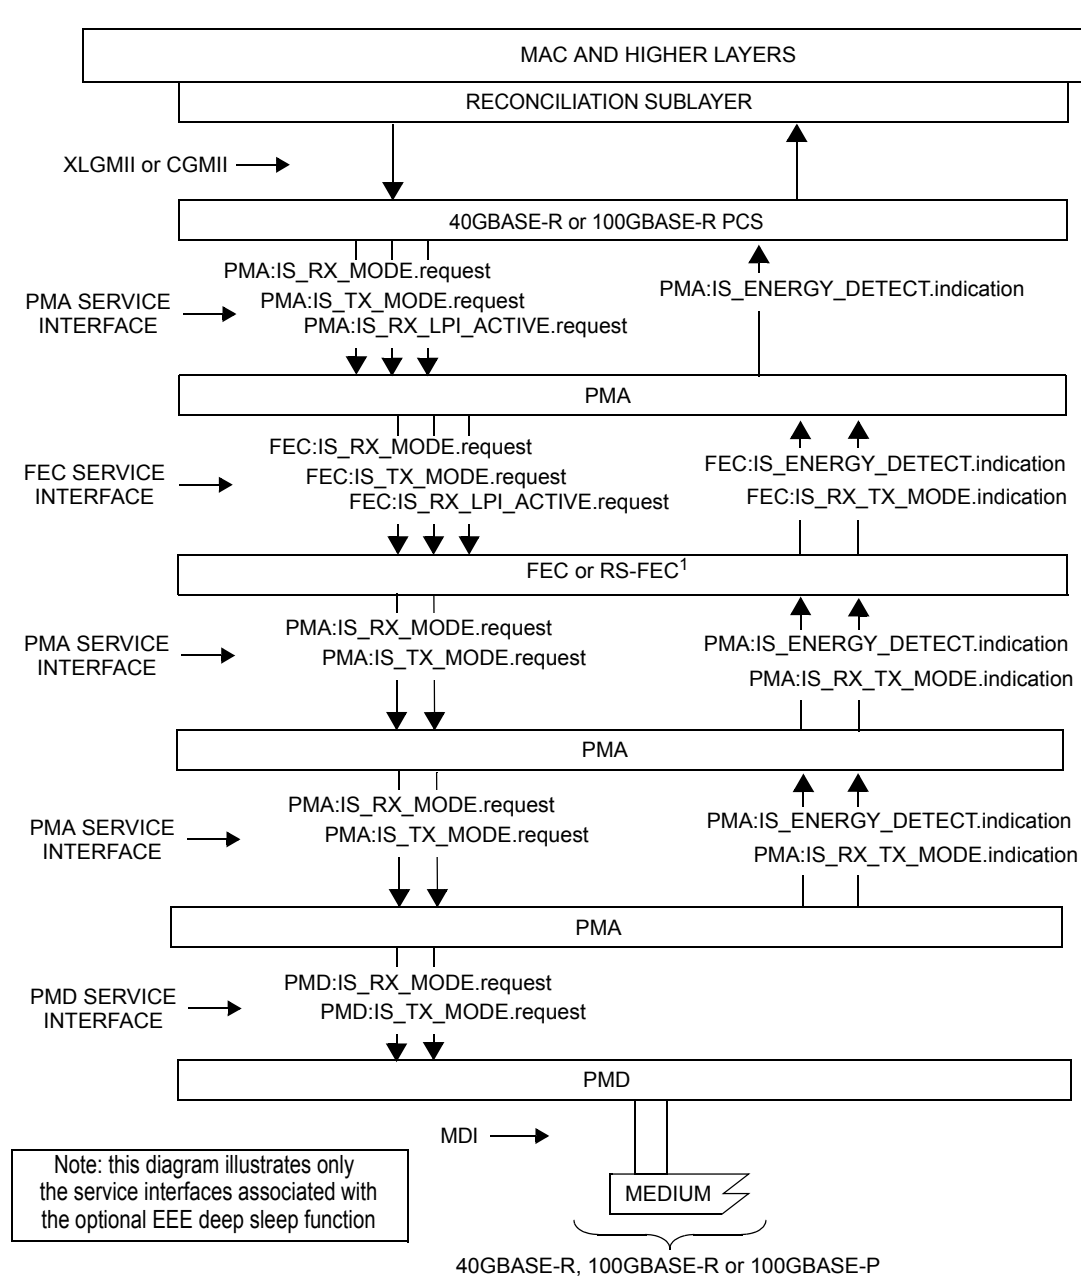 MAC AND HIGHER LAYERS
RECONCILIATION SUBLAYER
XLGMII or CGMII
40GBASE-R or 100GBASE-R PCS
PMA:IS_RX_MODE.request
PMA:IS_TX_MODE.request
PMA:IS_RX_LPI_ACTIVE.request
PMA:IS_ENERGY_DETECT.indication
PMA SERVICE
INTERFACE
PMA
FEC:IS_RX_MODE.request
FEC:IS_TX_MODE.request
FEC:IS_RX_LPI_ACTIVE.request
FEC:IS_ENERGY_DETECT.indication
FEC:IS_RX_TX_MODE.indication
FEC SERVICE
INTERFACE
FEC or RS-FEC1
PMA:IS_RX_MODE.request
PMA:IS_TX_MODE.request
PMA:IS_ENERGY_DETECT.indication
PMA:IS_RX_TX_MODE.indication
PMA SERVICE
INTERFACE
PMA
PMA:IS_RX_MODE.request
PMA:IS_TX_MODE.request
PMA:IS_ENERGY_DETECT.indication
PMA:IS_RX_TX_MODE.indication
PMA SERVICE
INTERFACE
PMA
PMD:IS_RX_MODE.request
PMD:IS_TX_MODE.request
PMD SERVICE
INTERFACE
PMD
MDI
Note: this diagram illustrates only
the service interfaces associated with
the optional EEE deep sleep function
MEDIUM
40GBASE-R, 100GBASE-R or 100GBASE-P